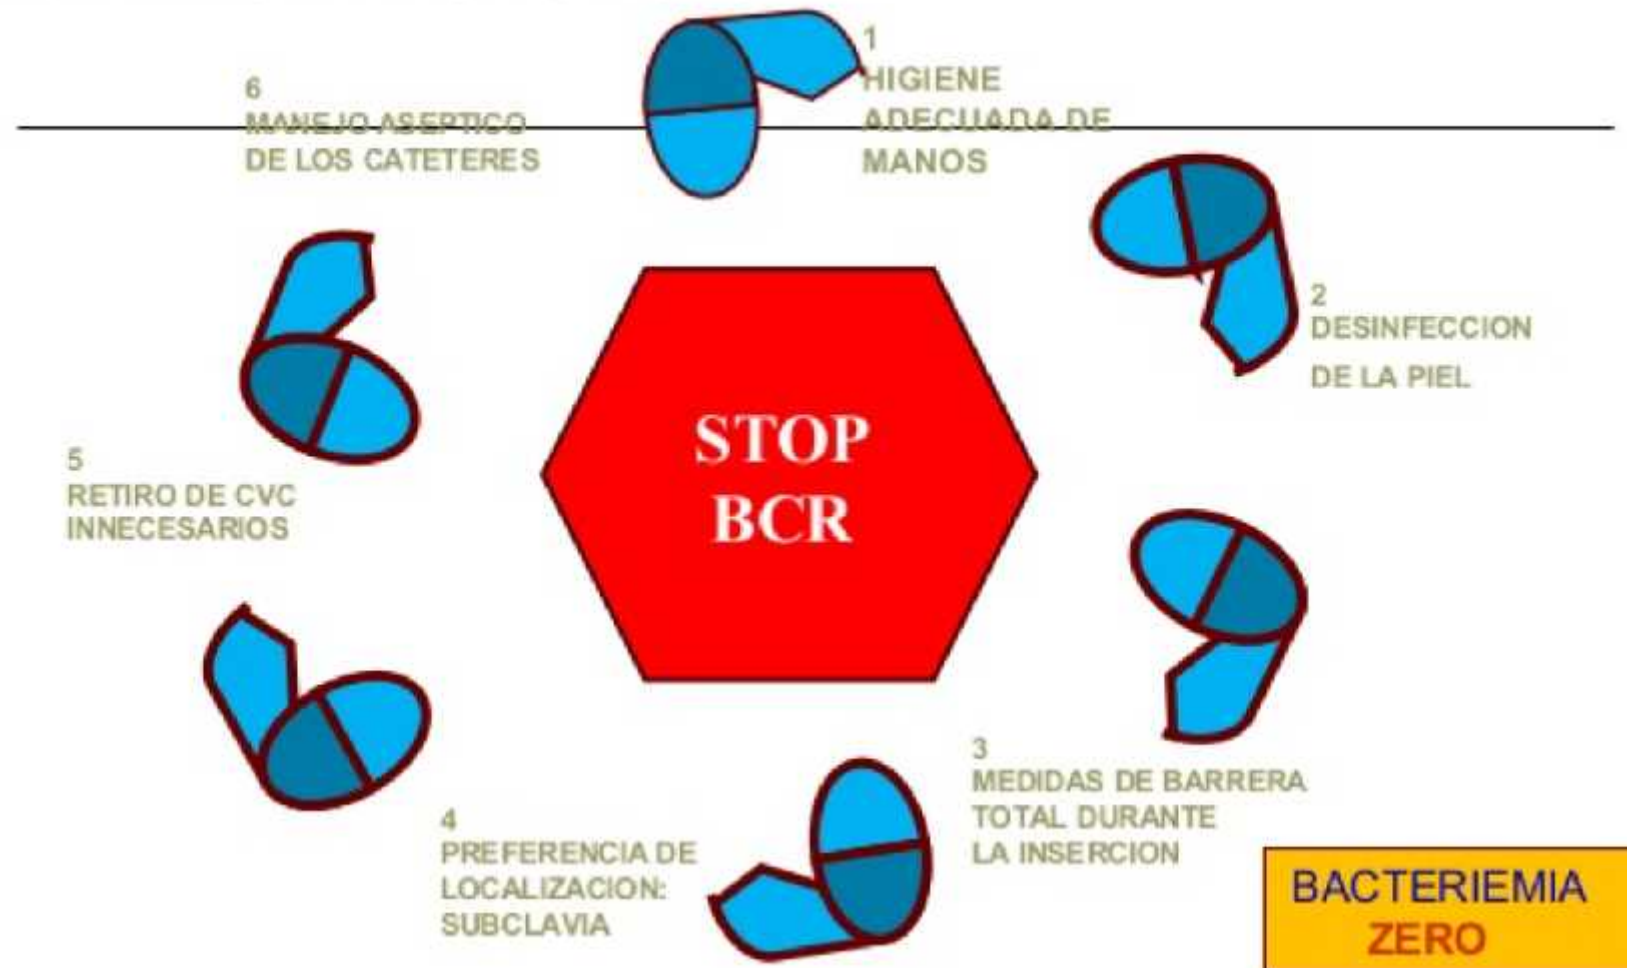 1
HIGIENE
ADECUADA DE
MANOS
2
DESINFECCION
DE LA PIEL
3
MEDIDAS DE BARRERA
TOTAL DURANTE
LA INSERCION
4
PREFERENCIA DE
LOCALIZACION:
SUBCLAVIA
5
RETIRO DE CVC
INNECESARIOS
6
MANEJO ASEPTICO
DE LOS CATETERES
STOP
BCR
BACTERIEMIA
ZERO